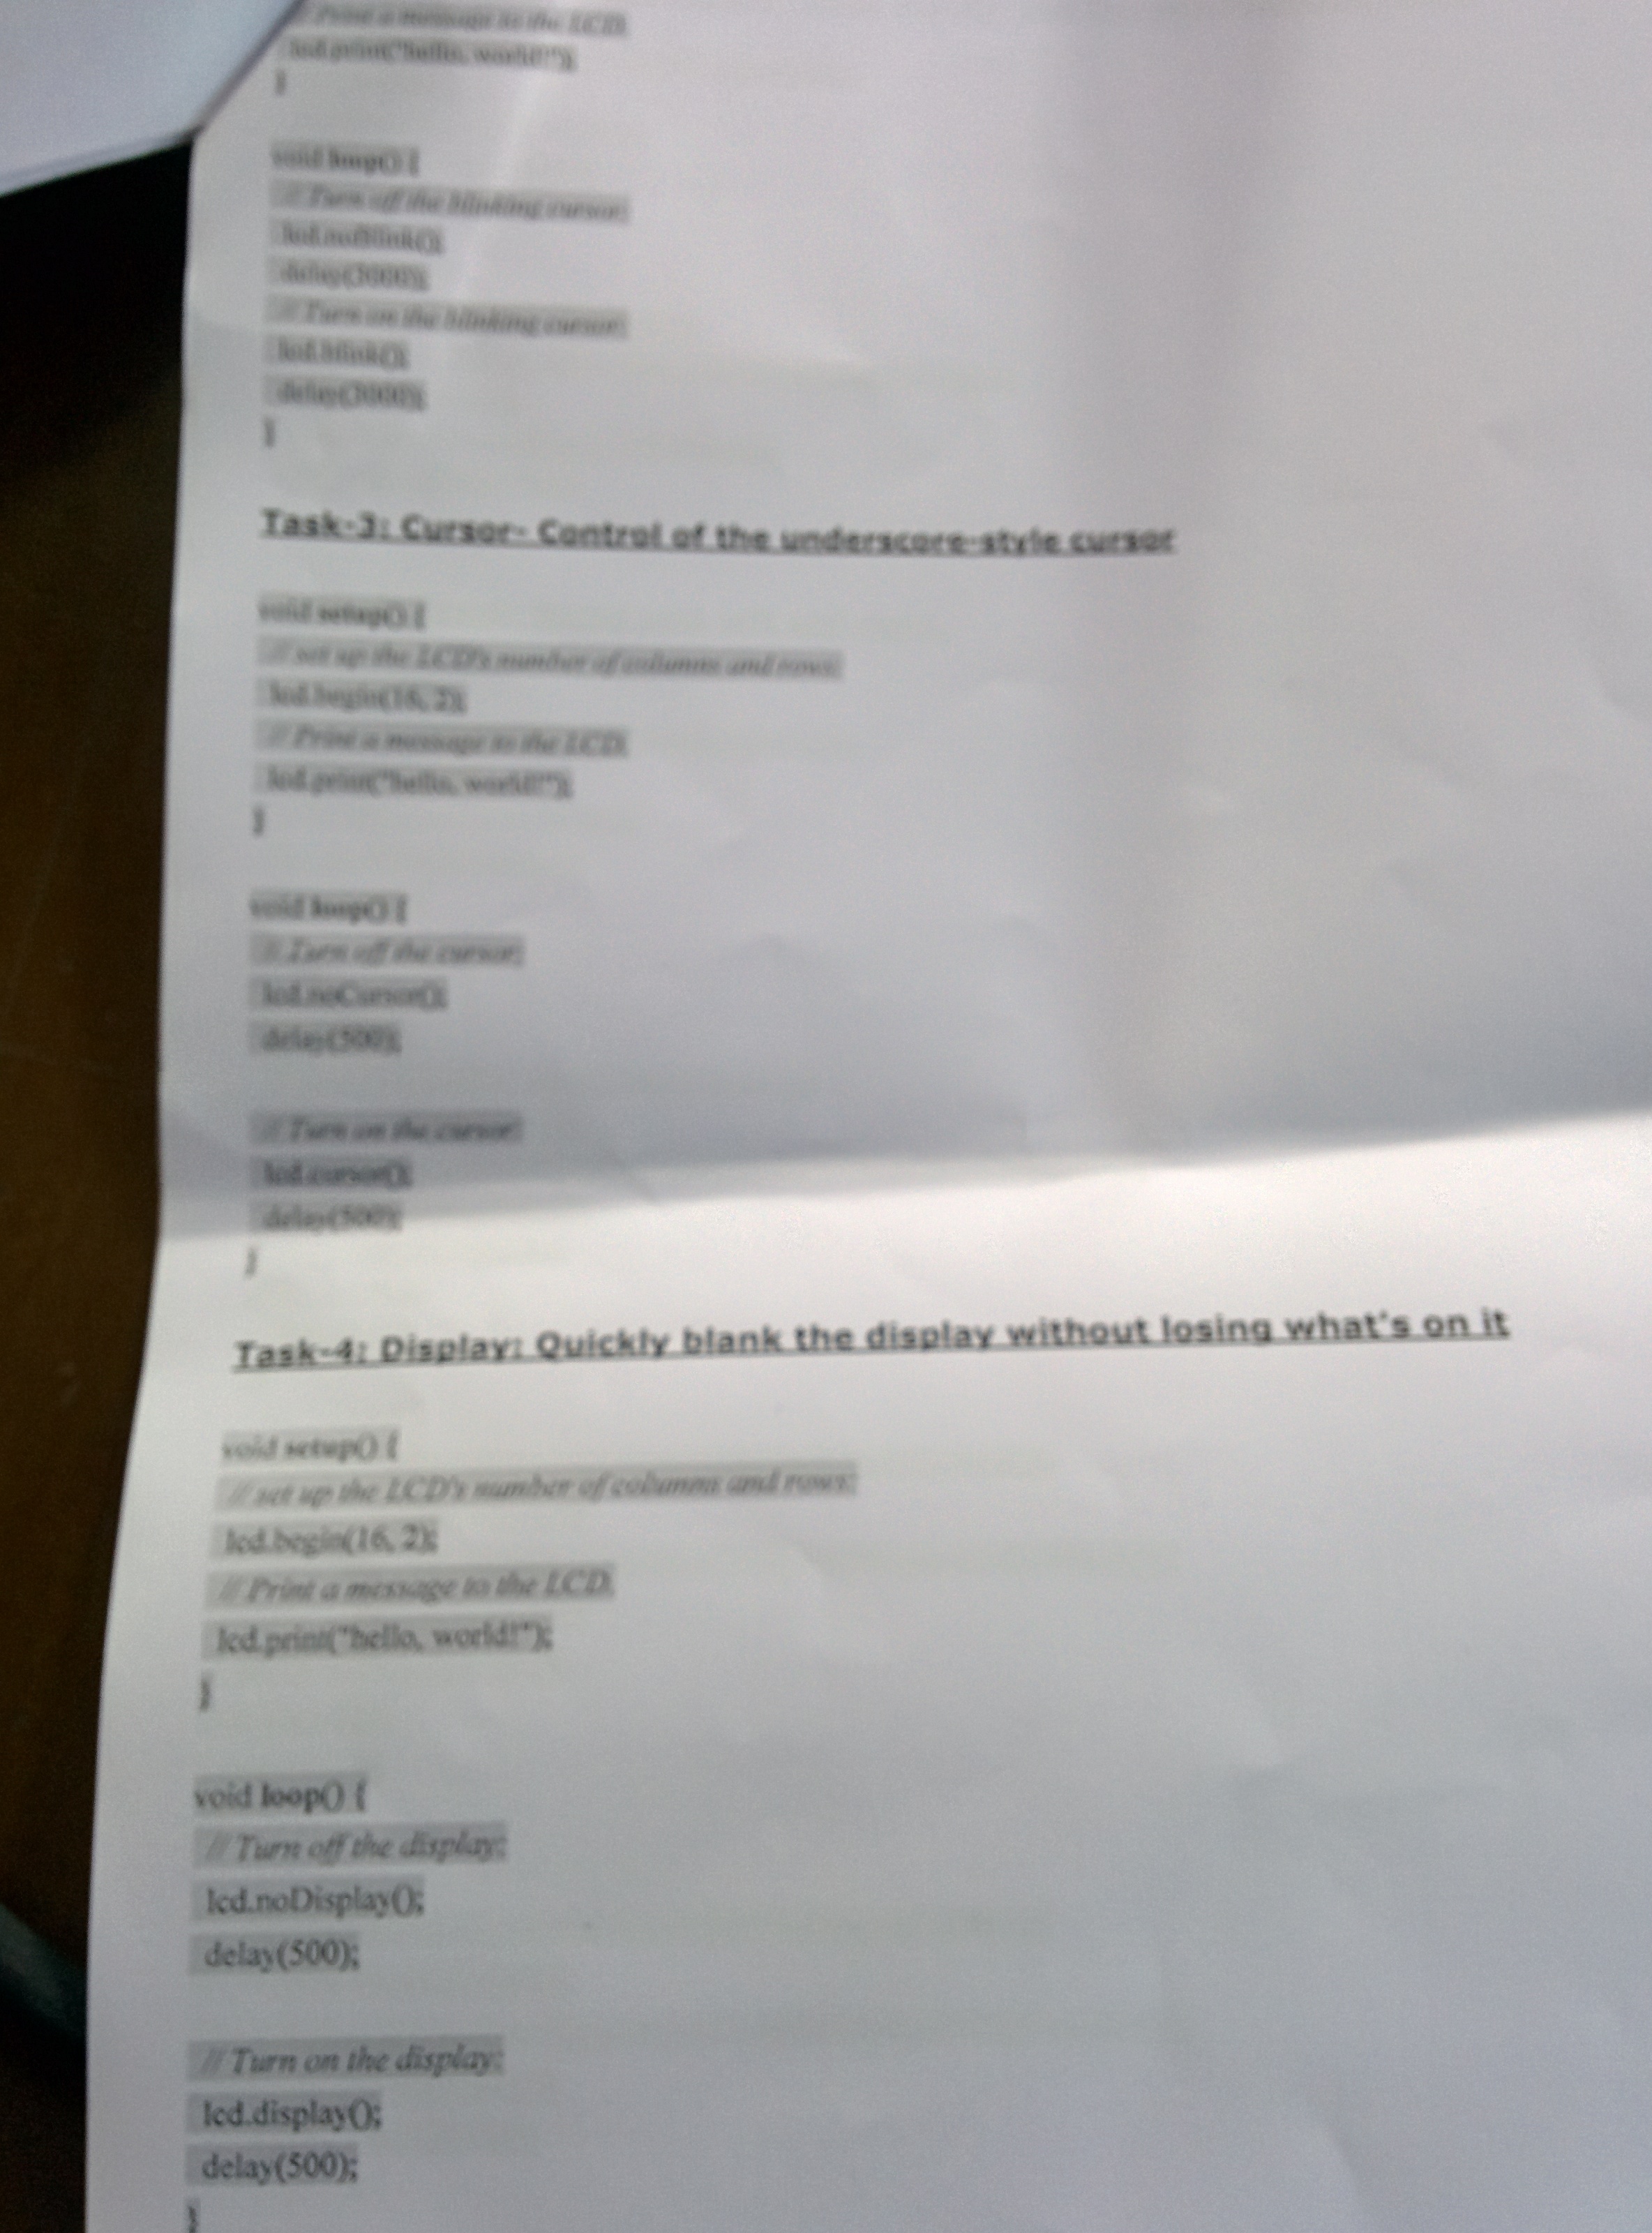 // Print a message to the LCD.
lcd.print("hello, world!");
}
void loop() {
// Turn off the blinking cursor:
lcd.noBlink();
delay(3000);
// Turn on the blinking cursor:
lcd.blink();
delay(3000);
}
Task-3: Cursor- Control of the underscore-style cursor
void setup() {
// set up the LCD's number of columns and rows:
lcd.begin(16, 2);
// Print a message to the LCD.
lcd.print("hello, world!");
}
void loop() {
// Turn off the cursor:
lcd.noCursor();
delay(500);
// Turn on the cursor:
lcd.cursor();
delay(500);
}
Task-4: Display: Quickly blank the display without losing what's on it
void setup() {
// set up the LCD's number of columns and rows:
lcd.begin(16, 2);
// Print a message to the LCD.
lcd.print("hello, world!");
}
void loop() {
// Turn off the display:
lcd.noDisplay();
delay(500);
// Turn on the display:
lcd.display();
delay(500);
}